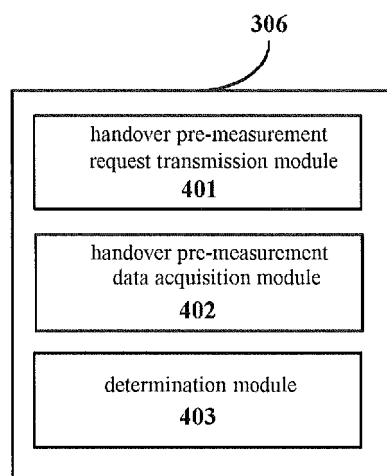 306
handover pre-measurement
request transmission module
401
handover pre-measurement
data acquisition module
402
determination module
403